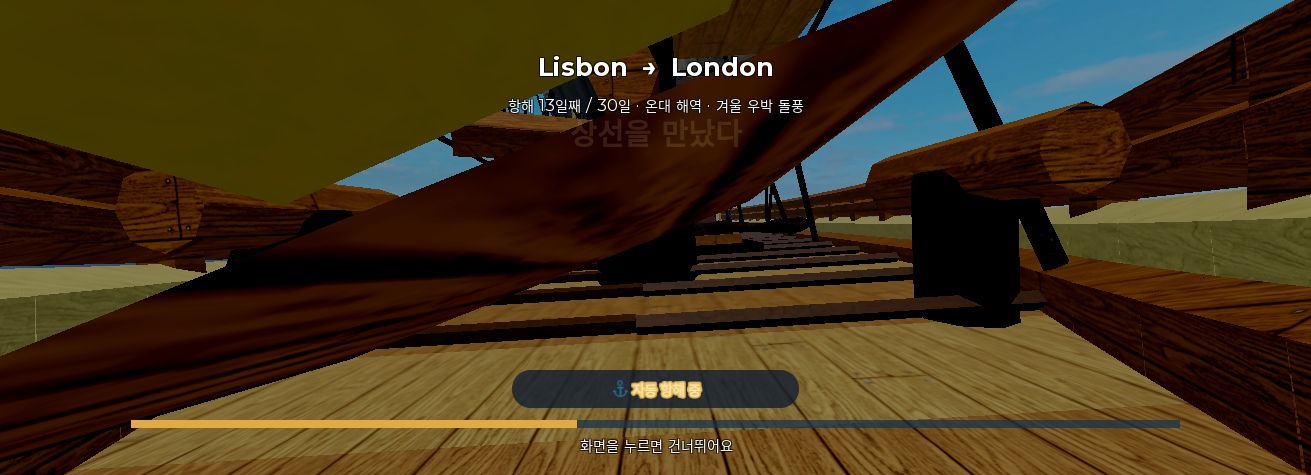 Lisbon → London
항해 13일째 / 30일 · 온대 해역 · 겨울 우박 돌풍
상선을 만났다
⚓ 자동 항해 중
화면을 누르면 건너뛰어요